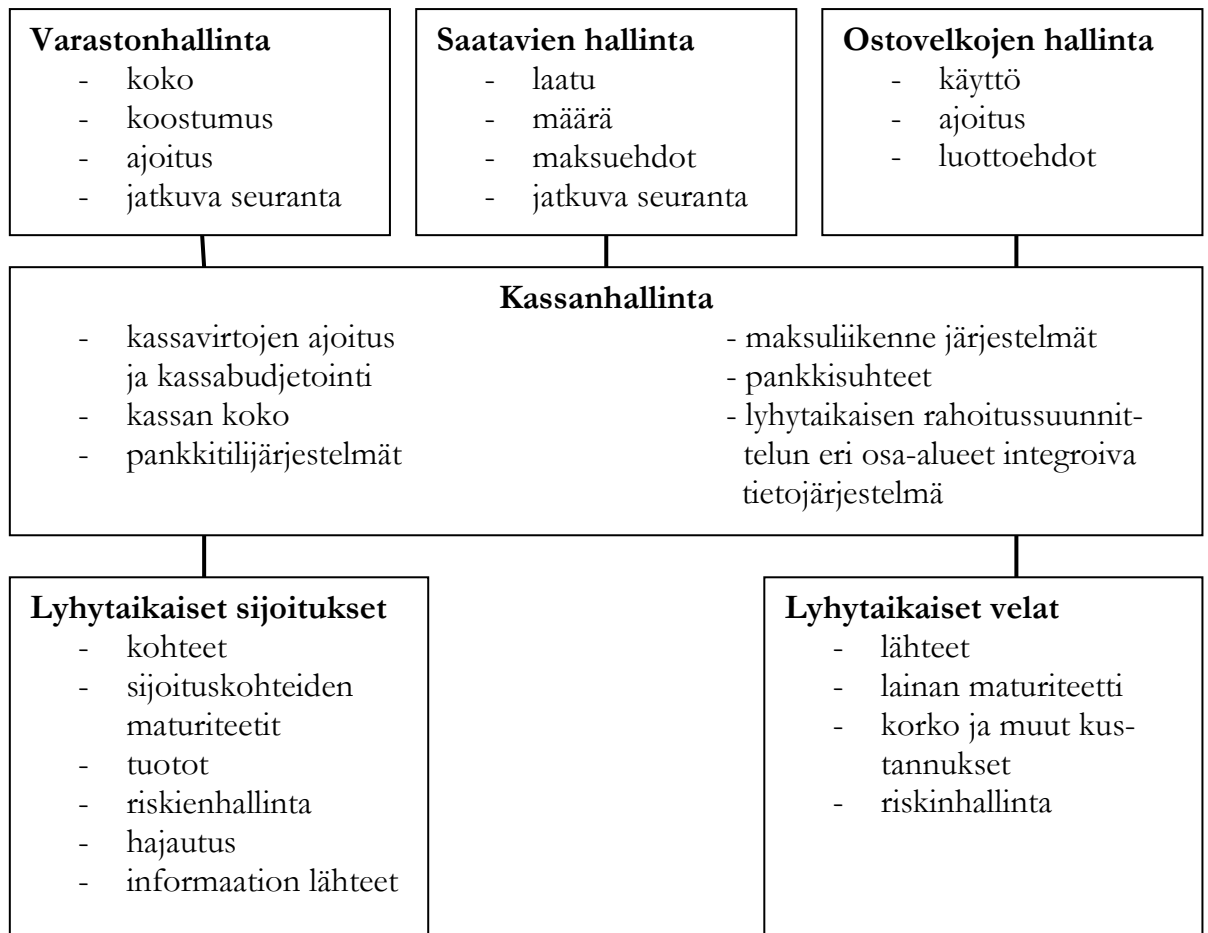 Varastonhallinta
- koko
- koostumus
- ajoitus
- jatkuva seuranta
Saatavien hallinta
- laatu
- määrä
- maksuehdot
- jatkuva seuranta
Ostovelkojen hallinta
- käyttö
- ajoitus
- luottoehdot
Kassanhallinta
- kassavirtojen ajoitus
ja kassabudjetointi
- kassan koko
- pankkitilijärjestelmät
- maksuliikenne järjestelmät
- pankkisuhteet
- lyhytaikaisen rahoitussuunnit-
telun eri osa-alueet integroiva
tietojärjestelmä
Lyhytaikaiset sijoitukset
- kohteet
- sijoituskohteiden
maturiteetit
- tuotot
- riskienhallinta
- hajautus
- informaation lähteet
Lyhytaikaiset velat
- lähteet
- lainan maturiteetti
- korko ja muut kus-
tannukset
- riskinhallinta